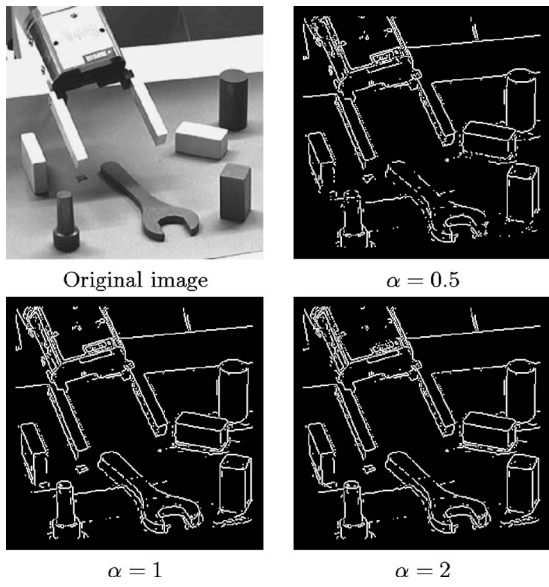 Original image
α = 0.5
α = 1
α = 2